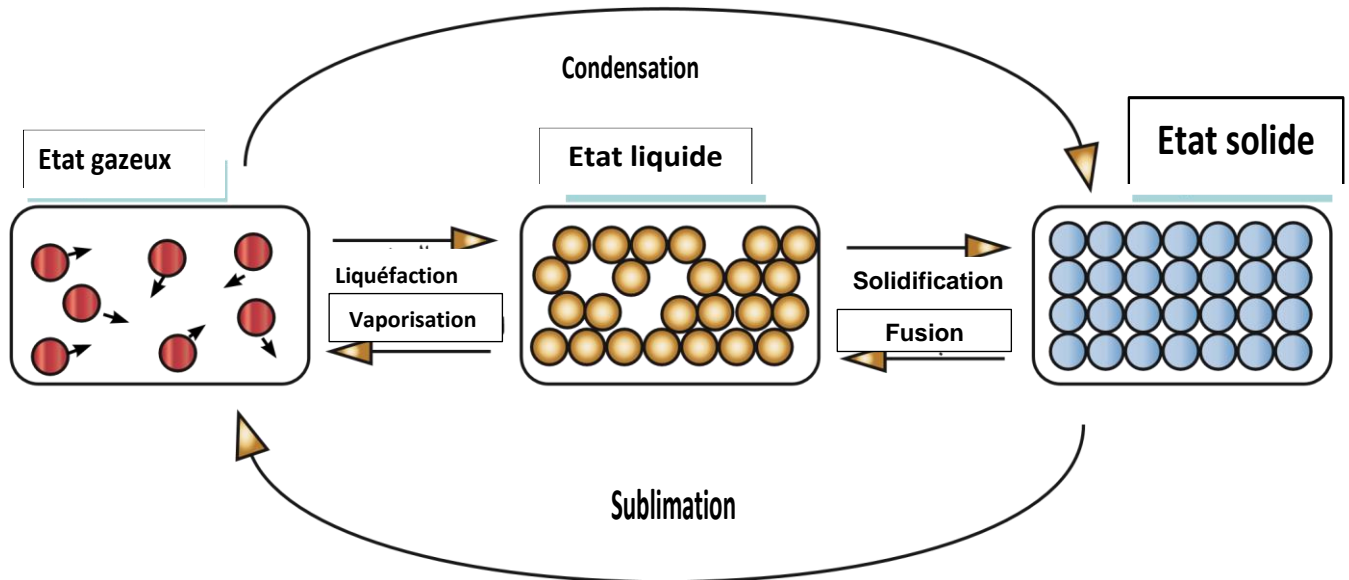 Condensation
Etat gazeux
Etat liquide
Etat solide
Liquéfaction
Vaporisation
Solidification
Fusion
Sublimation